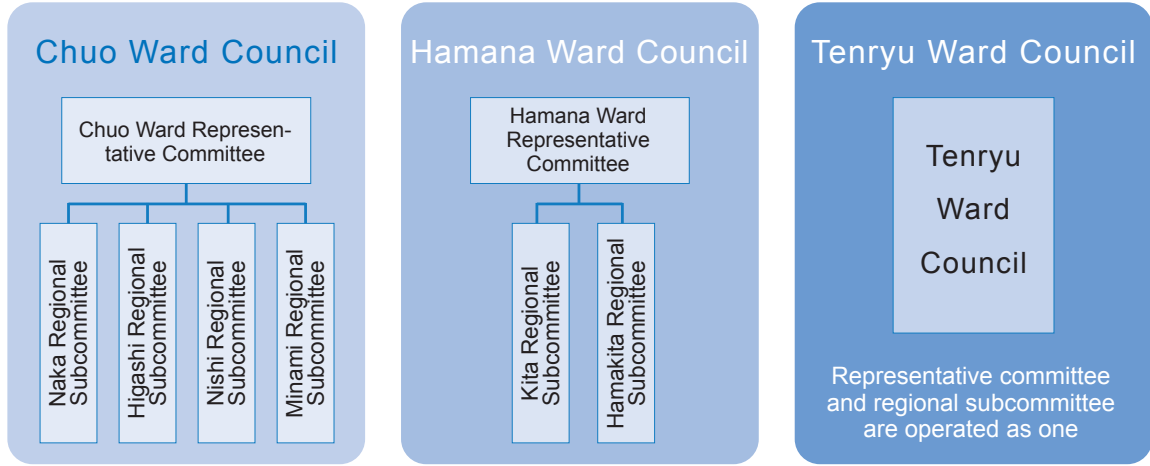 Chuo Ward Council
Chuo Ward Represen-
tative Committee
Naka Regional
Subcommittee
Higashi Regional
Subcommittee
Nishi Regional
Subcommittee
Minami Regional
Subcommittee
Hamana Ward Council
Hamana Ward
Representative
Committee
Kita Regional
Subcommittee
Hamakita Regional
Subcommittee
Tenryu Ward Council
Tenryu
Ward
Council
Representative committee
and regional subcommittee
are operated as one